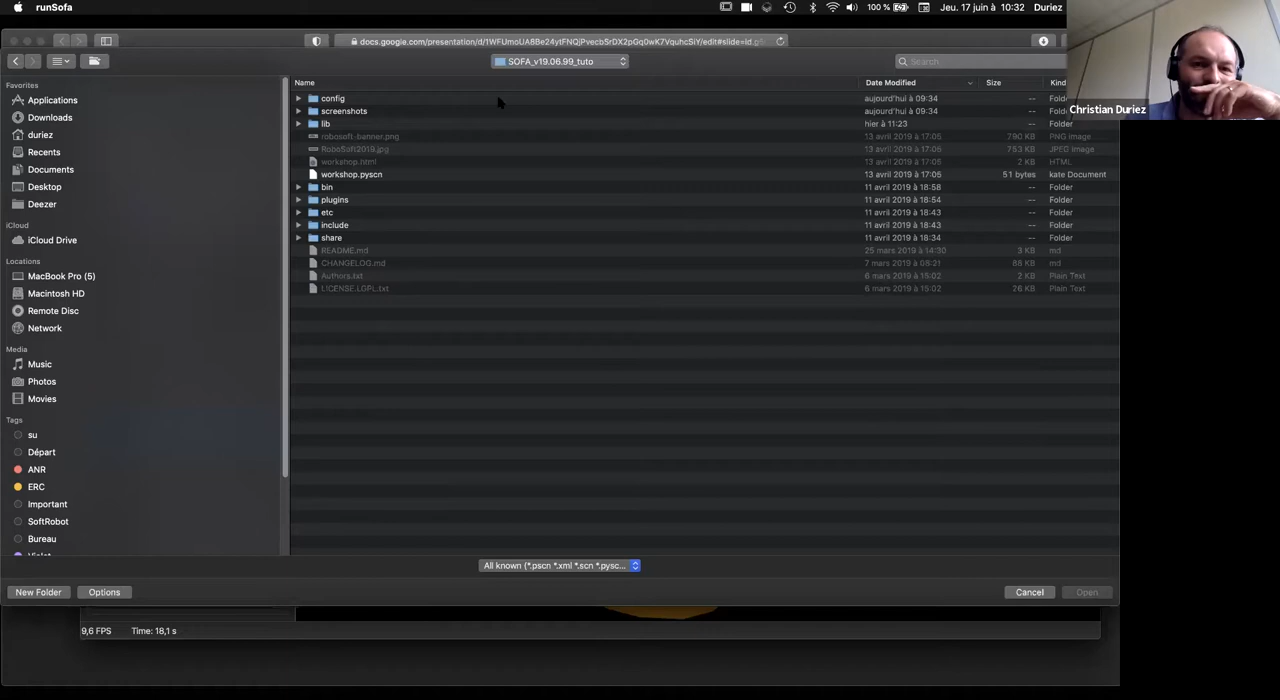 runSofa
100 %
Jeu. 17 juin à 10:32
Duriez
SOFA_v19.06.99_tuto
Search
Christian Duriez
Favorites
Applications
Downloads
duriez
Recents
Documents
Desktop
Deezer
iCloud
iCloud Drive
Locations
MacBook Pro (5)
Macintosh HD
Remote Disc
Network
Media
Music
Photos
Movies
Tags
su
Départ
ANR
ERC
Important
SoftRobot
Bureau
Violet
Name Date Modified Size Kind
config aujourd'hui à 09:34 -- Folder
screenshots aujourd'hui à 09:34 -- Folder
lib hier à 11:23 -- Folder
robosoft-banner.png 13 avril 2019 à 17:05 790 KB PNG image
RoboSoft2019.jpg 13 avril 2019 à 17:05 753 KB JPEG image
workshop.html 13 avril 2019 à 17:05 2 KB HTML
workshop.pyscn 13 avril 2019 à 17:05 51 bytes kate Document
bin 11 avril 2019 à 18:58 -- Folder
plugins 11 avril 2019 à 18:54 -- Folder
etc 11 avril 2019 à 18:43 -- Folder
include 11 avril 2019 à 18:43 -- Folder
share 11 avril 2019 à 18:34 -- Folder
README.md 25 mars 2019 à 14:30 3 KB md
CHANGELOG.md 7 mars 2019 à 08:21 88 KB md
Authors.txt 6 mars 2019 à 15:02 2 KB Plain Text
LICENSE.LGPL.txt 6 mars 2019 à 15:02 26 KB Plain Text
All known (*.pscn *.xml *.scn *.pysc...
New Folder
Options
Cancel
Open
9,6 FPS Time: 18,1 s